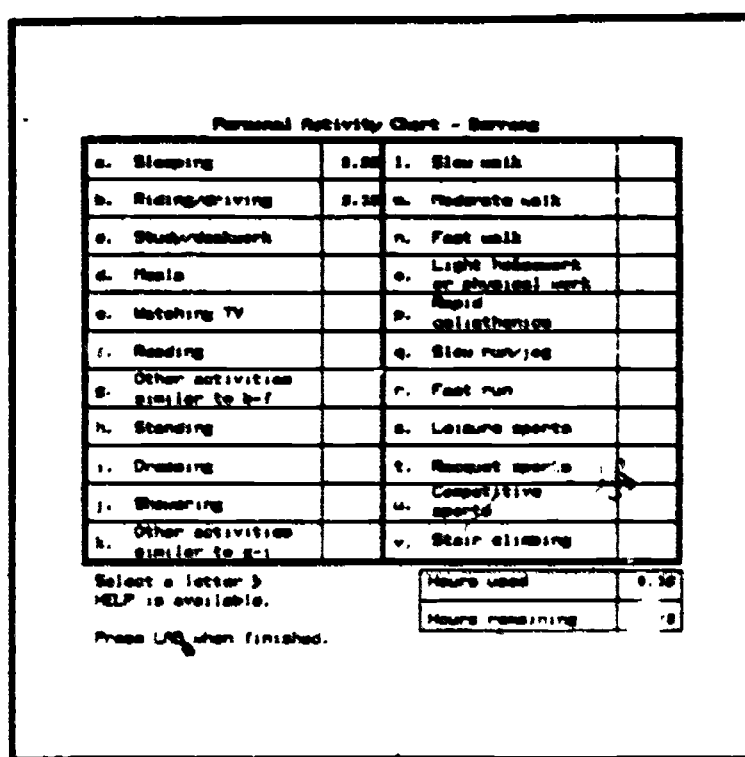 Personal Activity Chart -
a. Sleeping
b. Riding/driving
c. Study/deskwork
d. Meals
e. Watching TV
f. Reading
g. Other activities
similar to b-f
h. Standing
i. Dressing
j. Showering
k. Other activities
similar to g-i
l. Slow walk
m. Moderate walk
n. Fast walk
o. Light housework
or physical work
p. Rapid
calisthenics
q. Slow run/jog
r. Fast run
s. Leisure sports
t. Racquet sports
u. Competitive
sports
v. Stair climbing
Select a letter >
HELP is available.
Press LAB when finished.
Hours used
Hours remaining